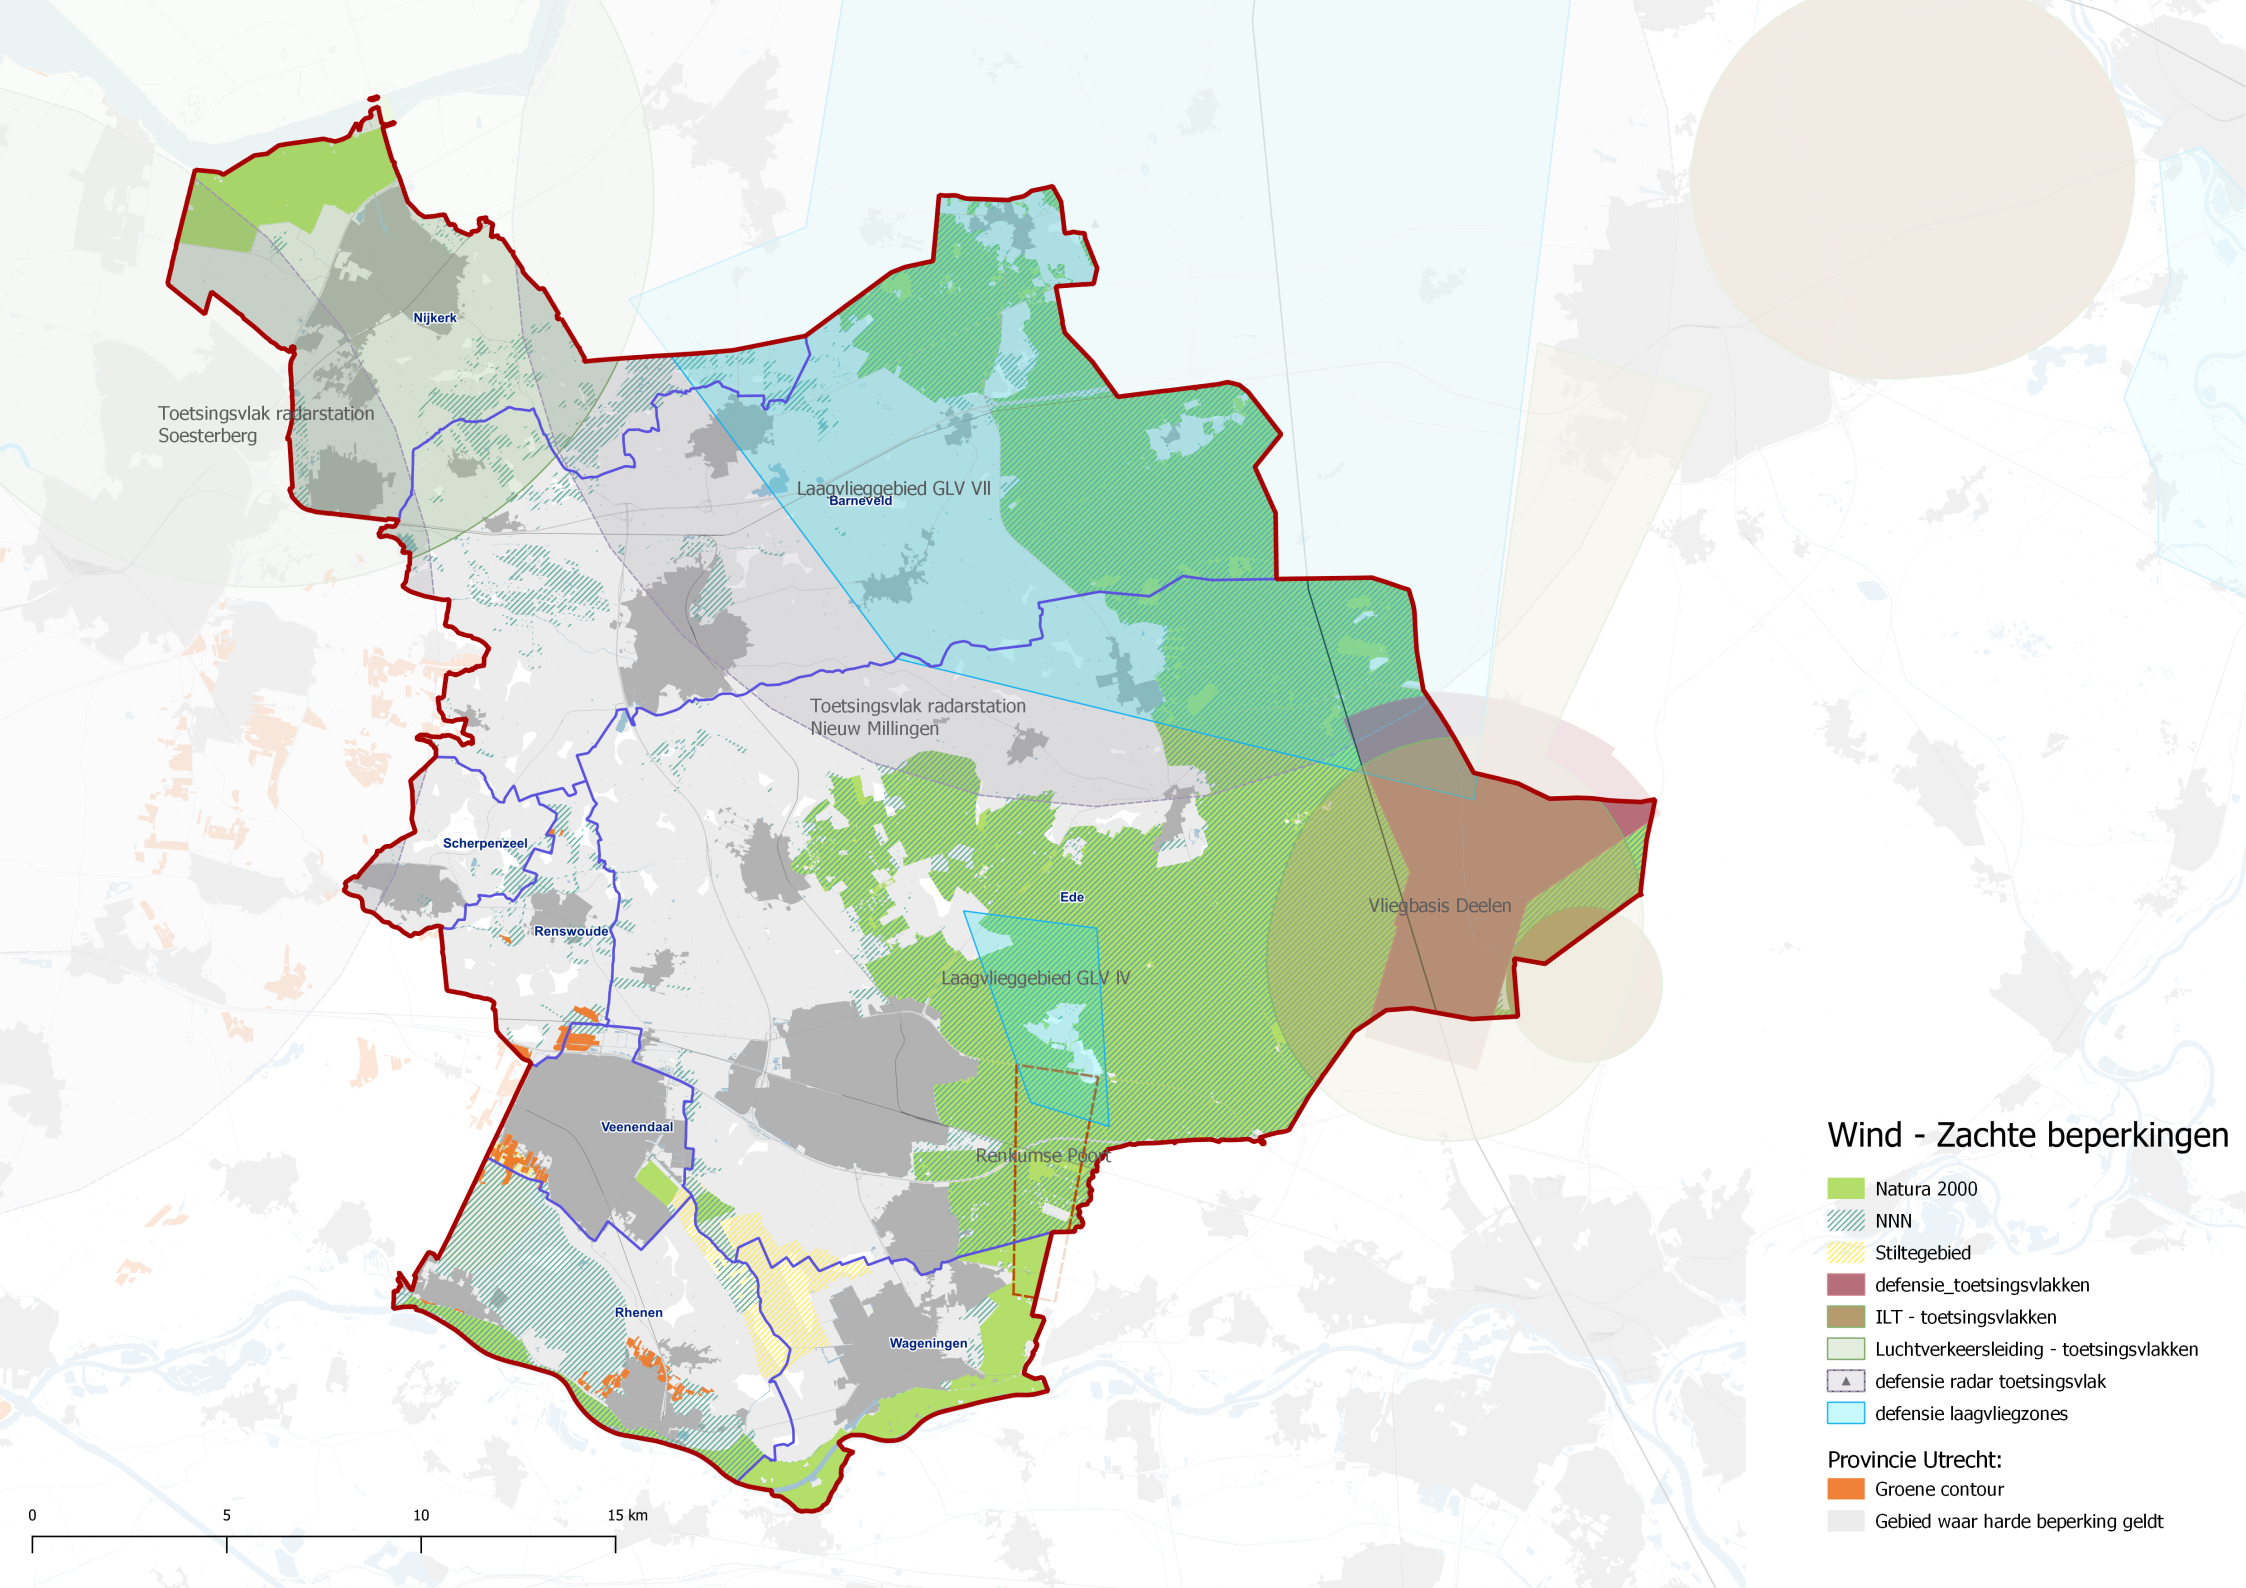 Nijkerk
Toetsingsvlak radarstation
Soesterberg
Laagvlieggebied GLV VII
Barneveld
Toetsingsvlak radarstation
Nieuw Millingen
Scherpenzeel
Ede
Vliegbasis Deelen
Renswoude
Laagvlieggebied GLV IV
Veenendaal
Renkumse Poort
Rhenen
Wageningen
Wind - Zachte beperkingen
Natura 2000
NNN
Stiltegebied
defensie_toetsingsvlakken
ILT - toetsingsvlakken
Luchtverkeersleiding - toetsingsvlakken
defensie radar toetsingsvlak
defensie laagvliegzones
Provincie Utrecht:
Groene contour
Gebied waar harde beperking geldt
0 5 10 15 km